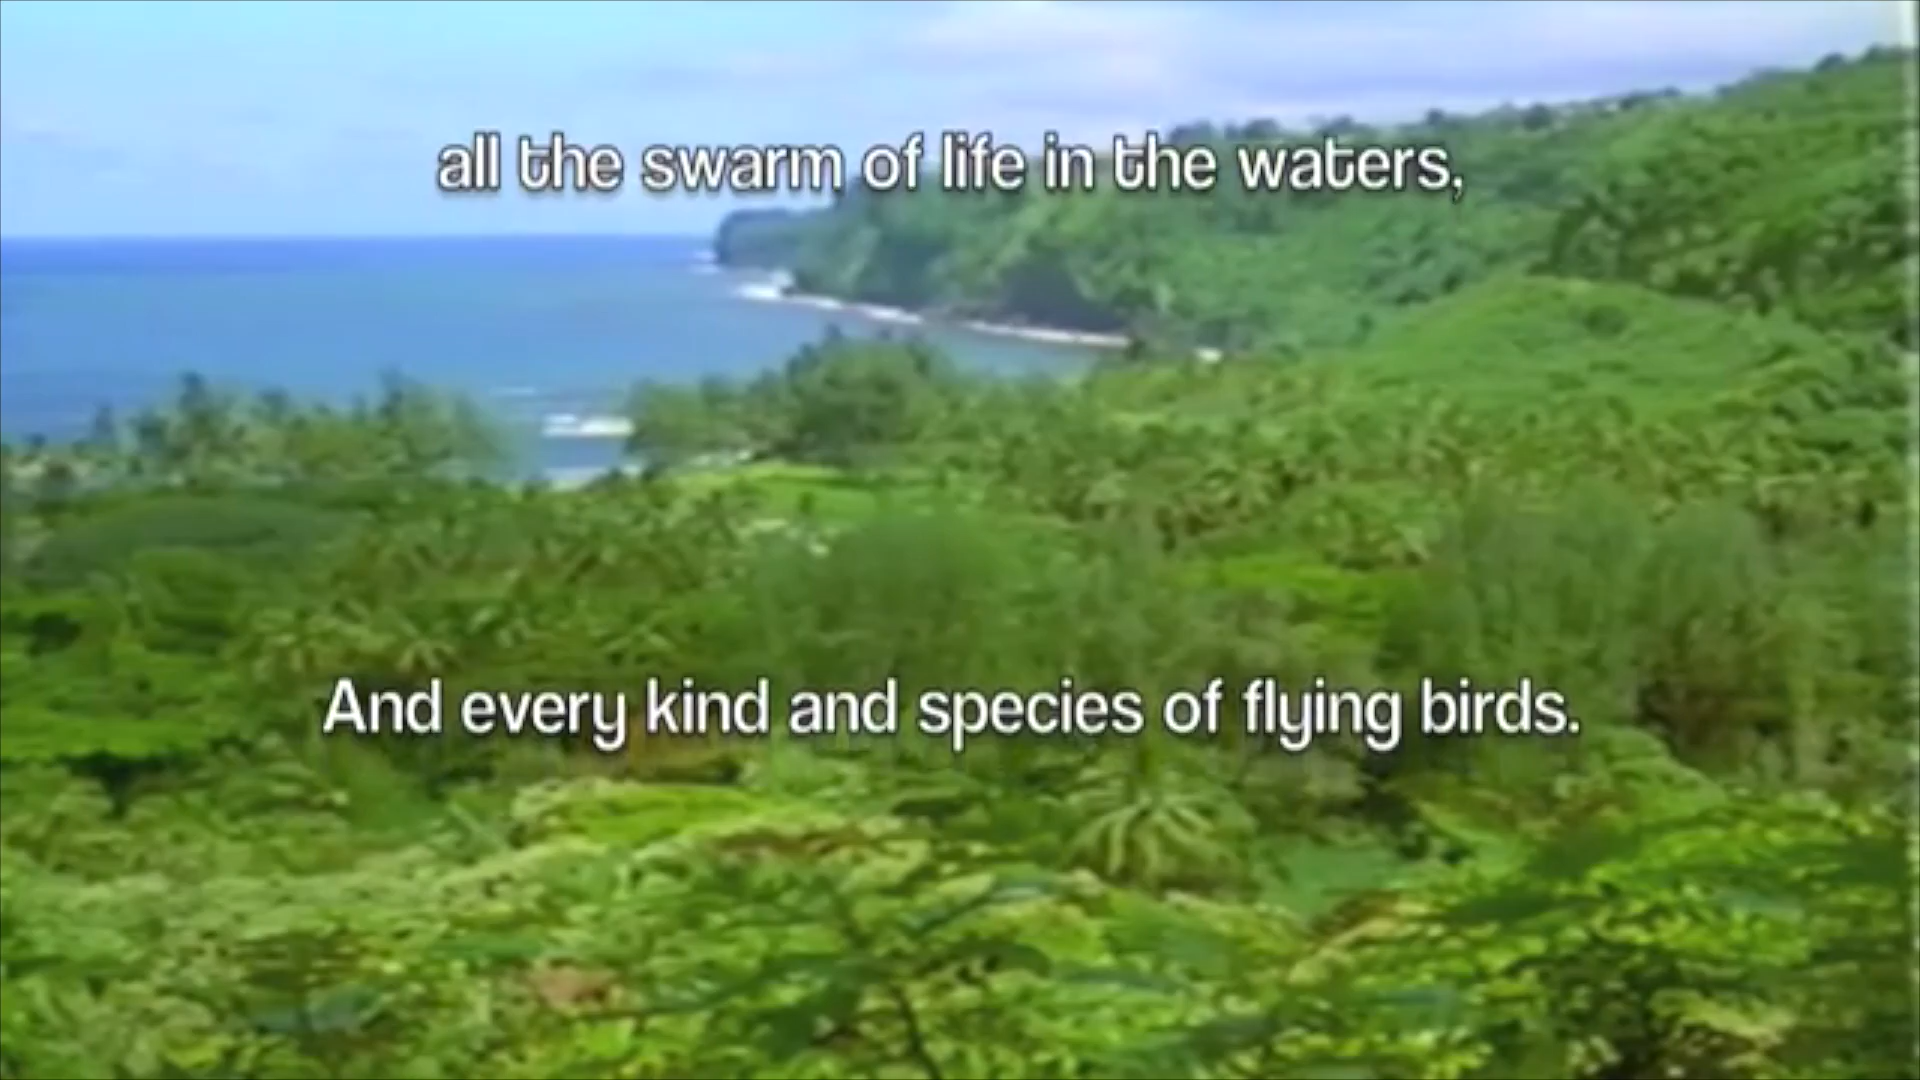 all the swarm of life in the waters,
And every kind and species of flying birds.